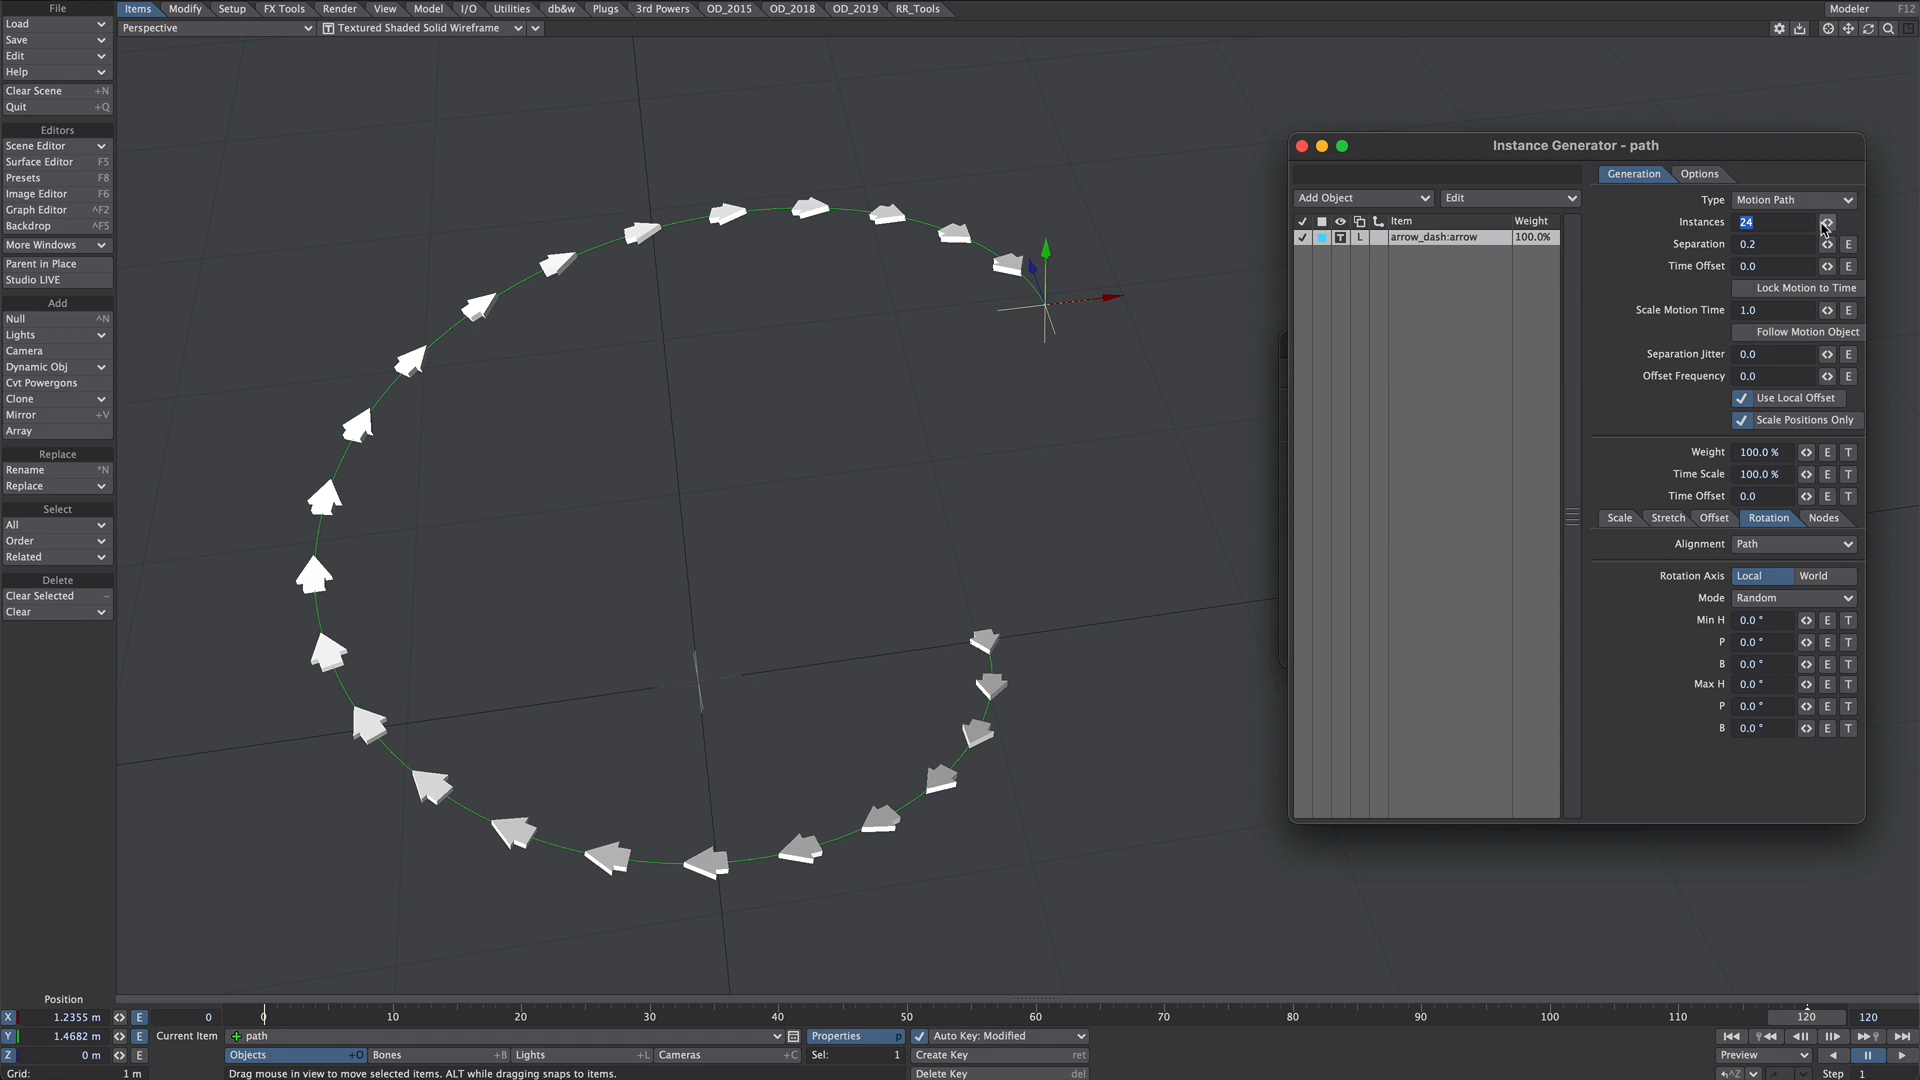 File Items Modify Setup FX Tools Render View Model I/O Utilities db&w Plugs 3rd Powers OD_2015 OD_2018 OD_2019 RR_Tools Modeler F12
Load Perspective Textured Shaded Solid Wireframe
Save
Edit
Help
Clear Scene +N
Quit +Q
Editors
Scene Editor
Surface Editor F5
Presets F8
Image Editor F6
Graph Editor ^F2
Backdrop ^F5
More Windows
Parent in Place
Studio LIVE
Add
Null ^N
Lights
Camera
Dynamic Obj
Cvt Powergons
Clone
Mirror +V
Array
Replace
Rename *N
Replace
Select
All
Order
Related
Delete
Clear Selected –
Clear
Instance Generator - path
Generation Options
Add Object Edit
Item Weight
T L arrow_dash:arrow 100.0%
Type Motion Path
Instances 24
Separation 0.2 E
Time Offset 0.0 E
Lock Motion to Time
Scale Motion Time 1.0 E
Follow Motion Object
Separation Jitter 0.0 E
Offset Frequency 0.0 E
Use Local Offset
Scale Positions Only
Weight 100.0 % E T
Time Scale 100.0 % E T
Time Offset 0.0 E T
Scale Stretch Offset Rotation Nodes
Alignment Path
Rotation Axis Local World
Mode Random
Min H 0.0 ° E T
P 0.0 ° E T
B 0.0 ° E T
Max H 0.0 ° E T
P 0.0 ° E T
B 0.0 ° E T
Position
X 1.2355 m E 0 0 10 20 30 40 50 60 70 80 90 100 110 120 120
Y 1.4682 m E Current Item path Properties p Auto Key: Modified
Z 0 m E Objects +O Bones +B Lights +L Cameras +C Sel: 1 Create Key ret Preview
Grid: 1 m Drag mouse in view to move selected items. ALT while dragging snaps to items. Delete Key del ^Z Step 1